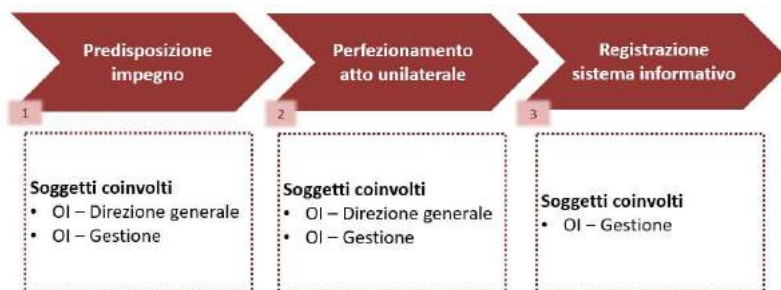 Predisposizione
impegno
Perfezionamento
atto unilaterale
Registrazione
sistema informativo
1
2
3
Soggetti coinvolti
• OI – Direzione generale
• OI – Gestione
Soggetti coinvolti
• OI – Direzione generale
• OI – Gestione
Soggetti coinvolti
• OI – Gestione